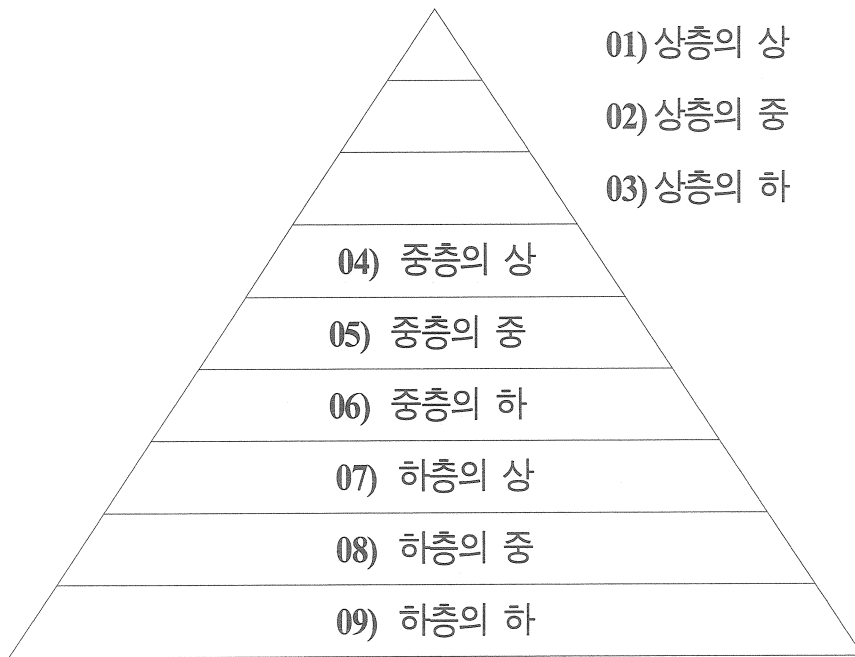 01) 상층의 상
02) 상층의 중
03) 상층의 하
04) 중층의 상
05) 중층의 중
06) 중층의 하
07) 하층의 상
08) 하층의 중
09) 하층의 하